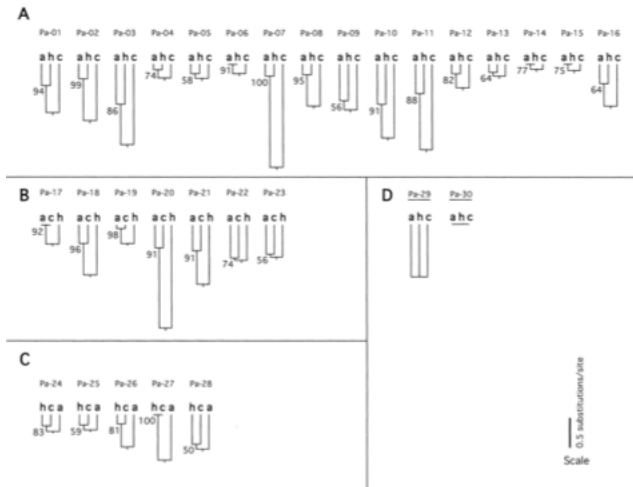 A
Pa-01 Pa-02 Pa-03 Pa-04 Pa-05 Pa-06 Pa-07 Pa-08 Pa-09 Pa-10 Pa-11 Pa-12 Pa-13 Pa-14 Pa-15 Pa-16
ahc ahc ahc ahc ahc ahc ahc ahc ahc ahc ahc ahc ahc ahc ahc ahc
94 99 86 74 58 91 100 95 56 91 88 82 64 77 75 64
B
Pa-17 Pa-18 Pa-19 Pa-20 Pa-21 Pa-22 Pa-23
ach ach ach ach ach ach ach
92 96 98 91 91 74 56
D
Pa-29 Pa-30
ahc ahc
C
Pa-24 Pa-25 Pa-26 Pa-27 Pa-28
hca hca hca hca hca
83 59 81 100 50
0.5 substitutions/site
Scale